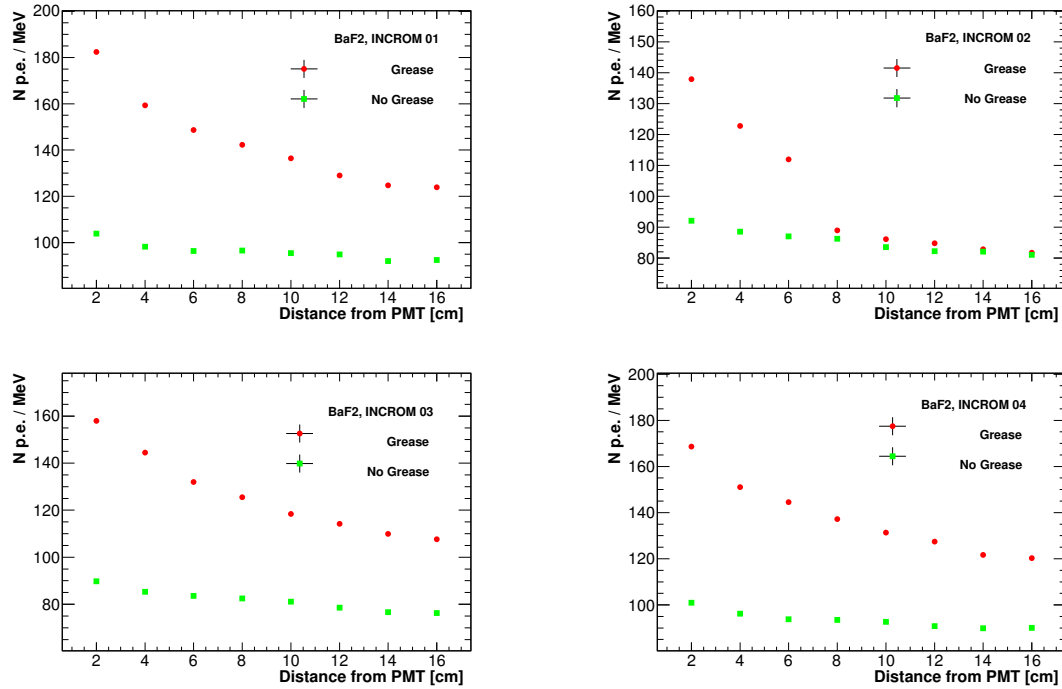 N p.e. / MeV
180
160
140
120
100
BaF2, INCROM 01
Grease
No Grease
2 4 6 8 10 12 14 16
Distance from PMT [cm]
N p.e. / MeV
160
150
140
130
120
110
100
90
80
BaF2, INCROM 02
Grease
No Grease
2 4 6 8 10 12 14 16
Distance from PMT [cm]
N p.e. / MeV
160
140
120
100
80
BaF2, INCROM 03
Grease
No Grease
2 4 6 8 10 12 14 16
Distance from PMT [cm]
N p.e. / MeV
200
180
160
140
120
100
BaF2, INCROM 04
Grease
No Grease
2 4 6 8 10 12 14 16
Distance from PMT [cm]